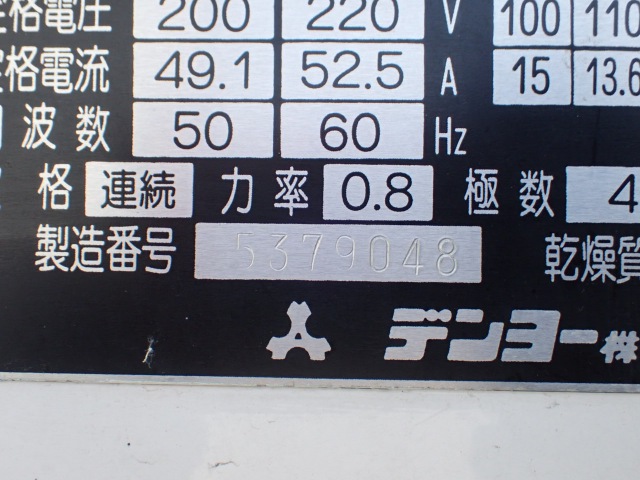 定格電圧 200 220 V 100 110
定格電流 49.1 52.5 A 15 13.6
波数 50 60 Hz
格 連続 力率 0.8 極数 4
製造番号 5379048 乾燥質
デンヨー株